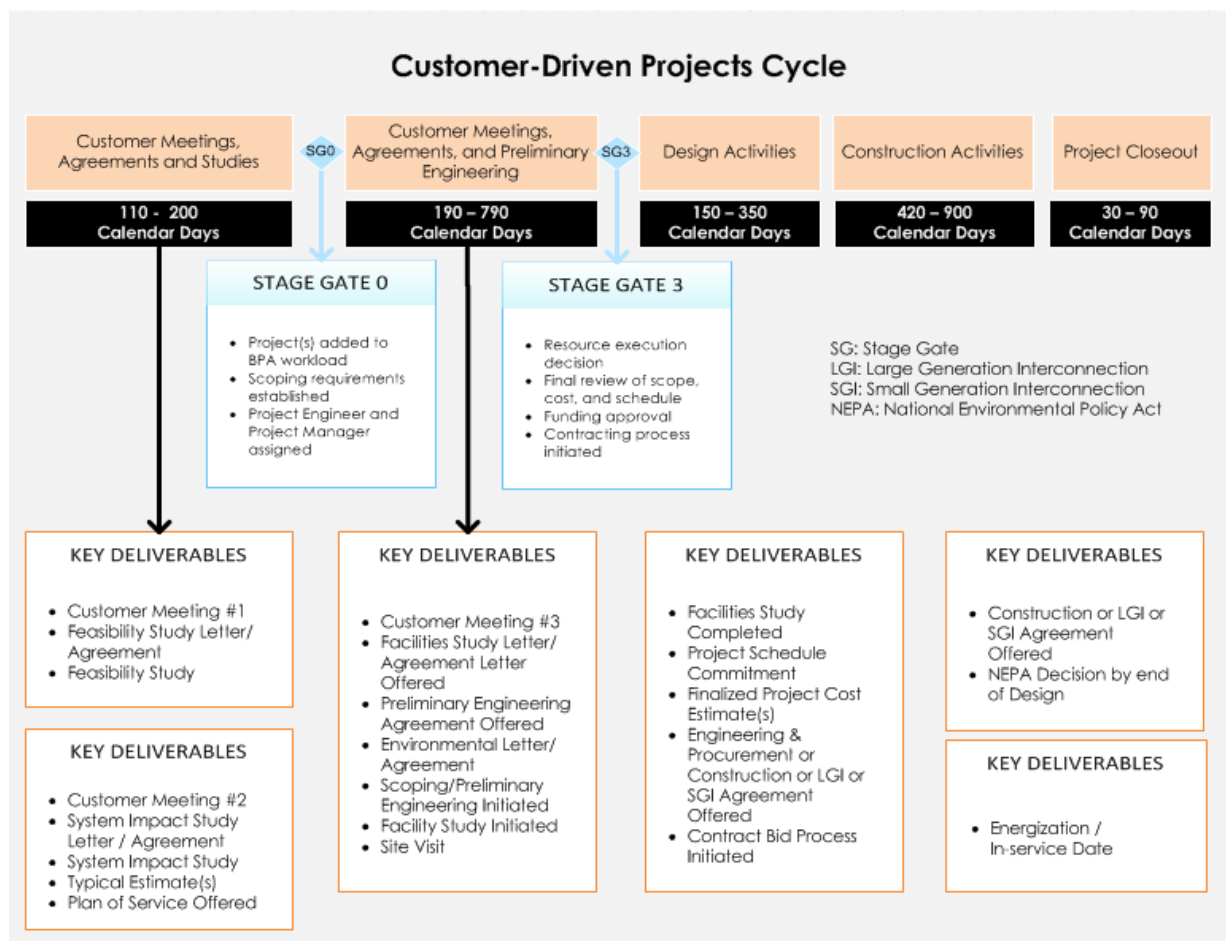 Customer-Driven Projects Cycle
Customer Meetings,
Agreements and Studies
SG0
Customer Meetings,
Agreements, and Preliminary
Engineering
SG3
Design Activities
Construction Activities
Project Closeout
110 - 200
Calendar Days
190 – 790
Calendar Days
150 – 350
Calendar Days
420 – 900
Calendar Days
30 – 90
Calendar Days
STAGE GATE 0
• Project(s) added to
BPA workload
• Scoping requirements
established
• Project Engineer and
Project Manager
assigned
STAGE GATE 3
• Resource execution
decision
• Final review of scope,
cost, and schedule
• Funding approval
• Contracting process
initiated
SG: Stage Gate
LGI: Large Generation Interconnection
SGI: Small Generation Interconnection
NEPA: National Environmental Policy Act
KEY DELIVERABLES
• Customer Meeting #1
• Feasibility Study Letter/
Agreement
• Feasibility Study
KEY DELIVERABLES
• Customer Meeting #2
• System Impact Study
Letter / Agreement
• System Impact Study
• Typical Estimate(s)
• Plan of Service Offered
KEY DELIVERABLES
• Customer Meeting #3
• Facilities Study Letter/
Agreement Letter
Offered
• Preliminary Engineering
Agreement Offered
• Environmental Letter/
Agreement
• Scoping/Preliminary
Engineering Initiated
• Facility Study Initiated
• Site Visit
KEY DELIVERABLES
• Facilities Study
Completed
• Project Schedule
Commitment
• Finalized Project Cost
Estimate(s)
• Engineering &
Procurement or
Construction or LGI or
SGI Agreement
Offered
• Contract Bid Process
Initiated
KEY DELIVERABLES
• Construction or LGI or
SGI Agreement
Offered
• NEPA Decision by end
of Design
KEY DELIVERABLES
• Energization /
In-service Date